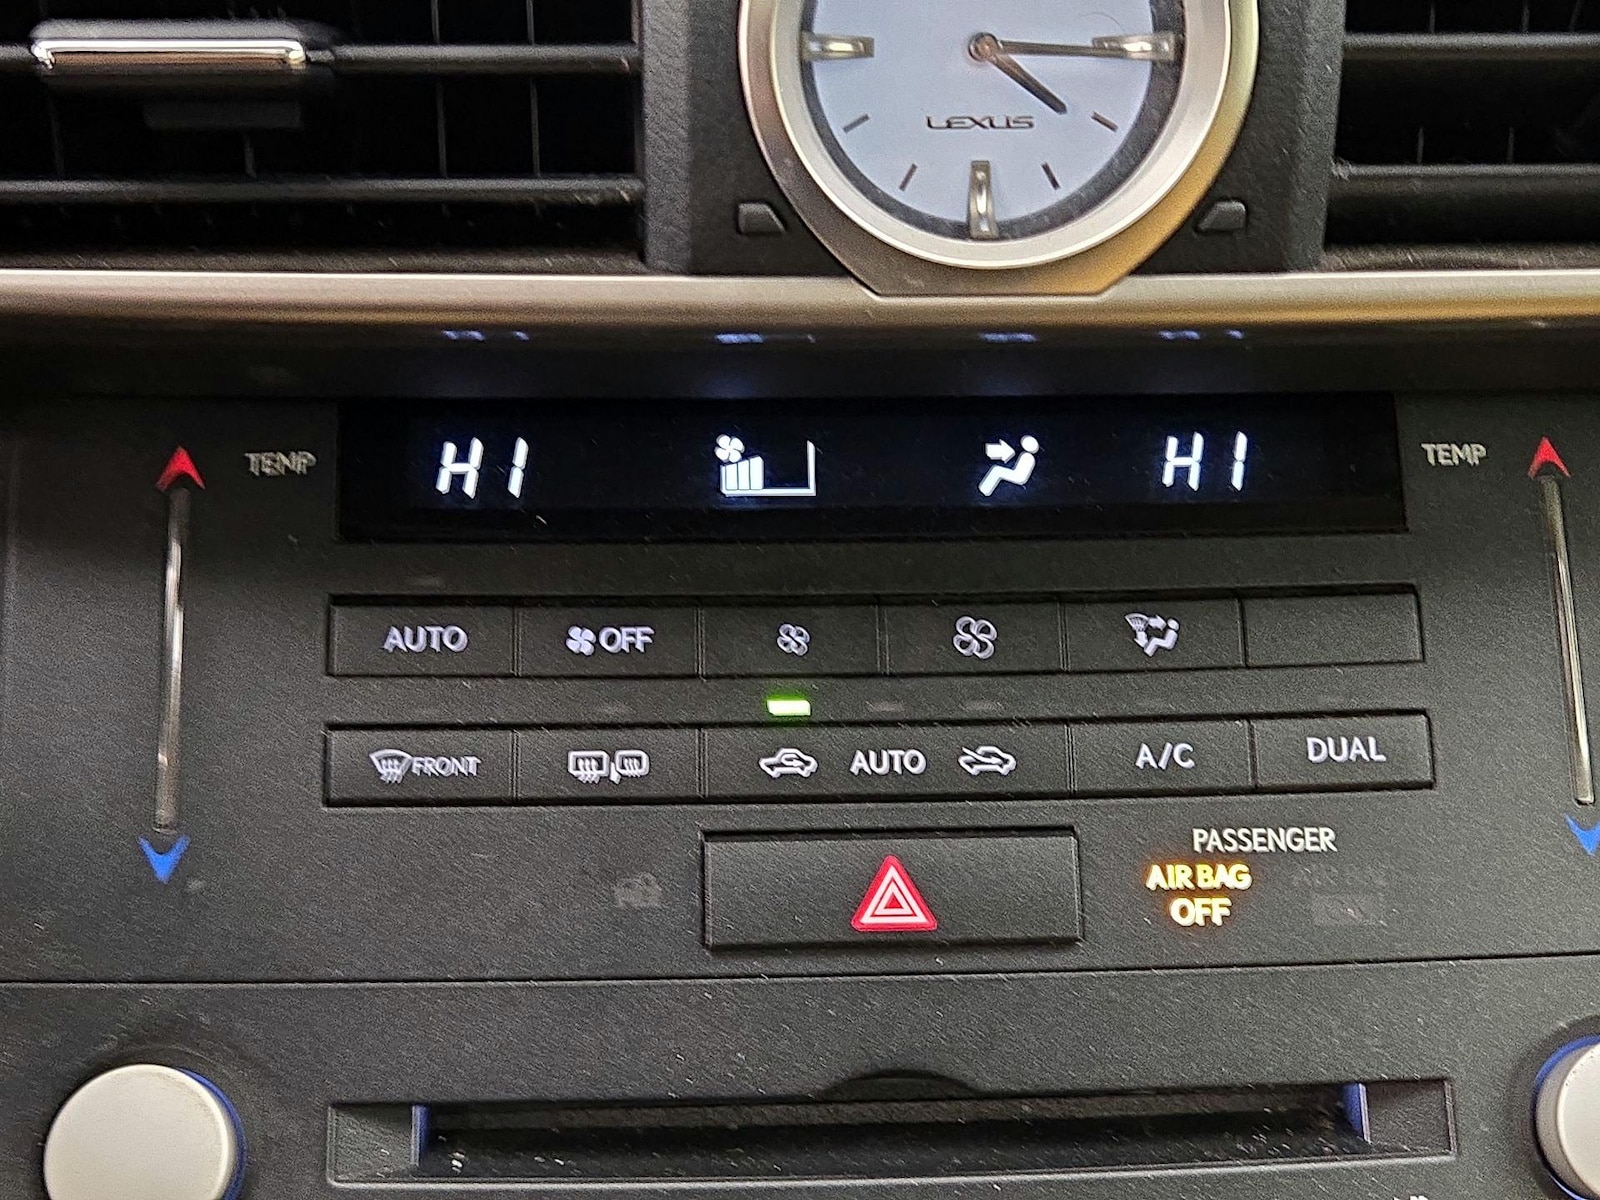 LEXUS
TEMP HI HI TEMP
AUTO OFF
FRONT AUTO A/C DUAL
PASSENGER
AIR BAG
OFF